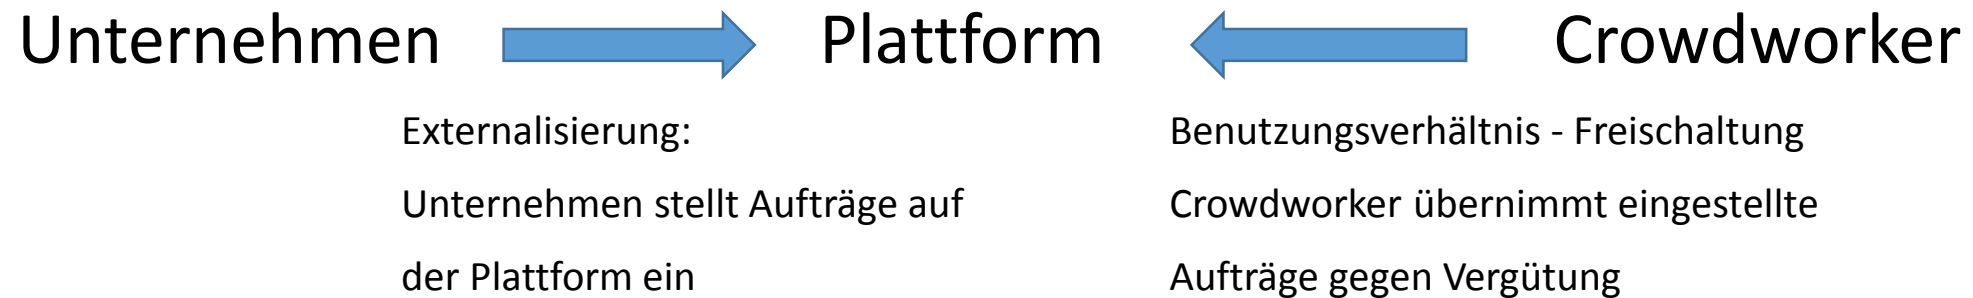 Unternehmen Plattform Crowdworker
Externalisierung:
Unternehmen stellt Aufträge auf
der Plattform ein
Benutzungsverhältnis - Freischaltung
Crowdworker übernimmt eingestellte
Aufträge gegen Vergütung